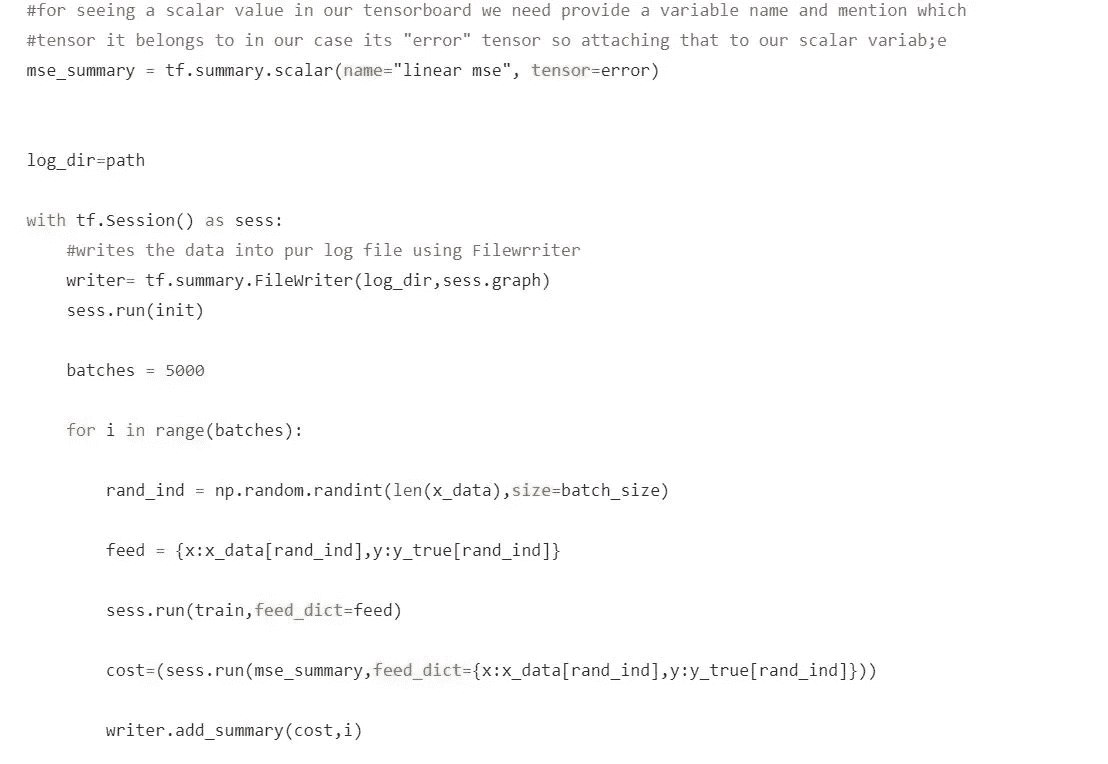 #for seeing a scalar value in our tensorboard we need provide a variable name and mention which
#tensor it belongs to in our case its "error" tensor so attaching that to our scalar variab;e
mse_summary = tf.summary.scalar(name="linear mse", tensor=error)
log_dir=path
with tf.Session() as sess:
    #writes the data into pur log file using Filewrriter
    writer= tf.summary.FileWriter(log_dir,sess.graph)
    sess.run(init)
    batches = 5000
    for i in range(batches):
        rand_ind = np.random.randint(len(x_data),size=batch_size)
        feed = {x:x_data[rand_ind],y:y_true[rand_ind]}
        sess.run(train,feed_dict=feed)
        cost=(sess.run(mse_summary,feed_dict={x:x_data[rand_ind],y:y_true[rand_ind]}))
        writer.add_summary(cost,i)